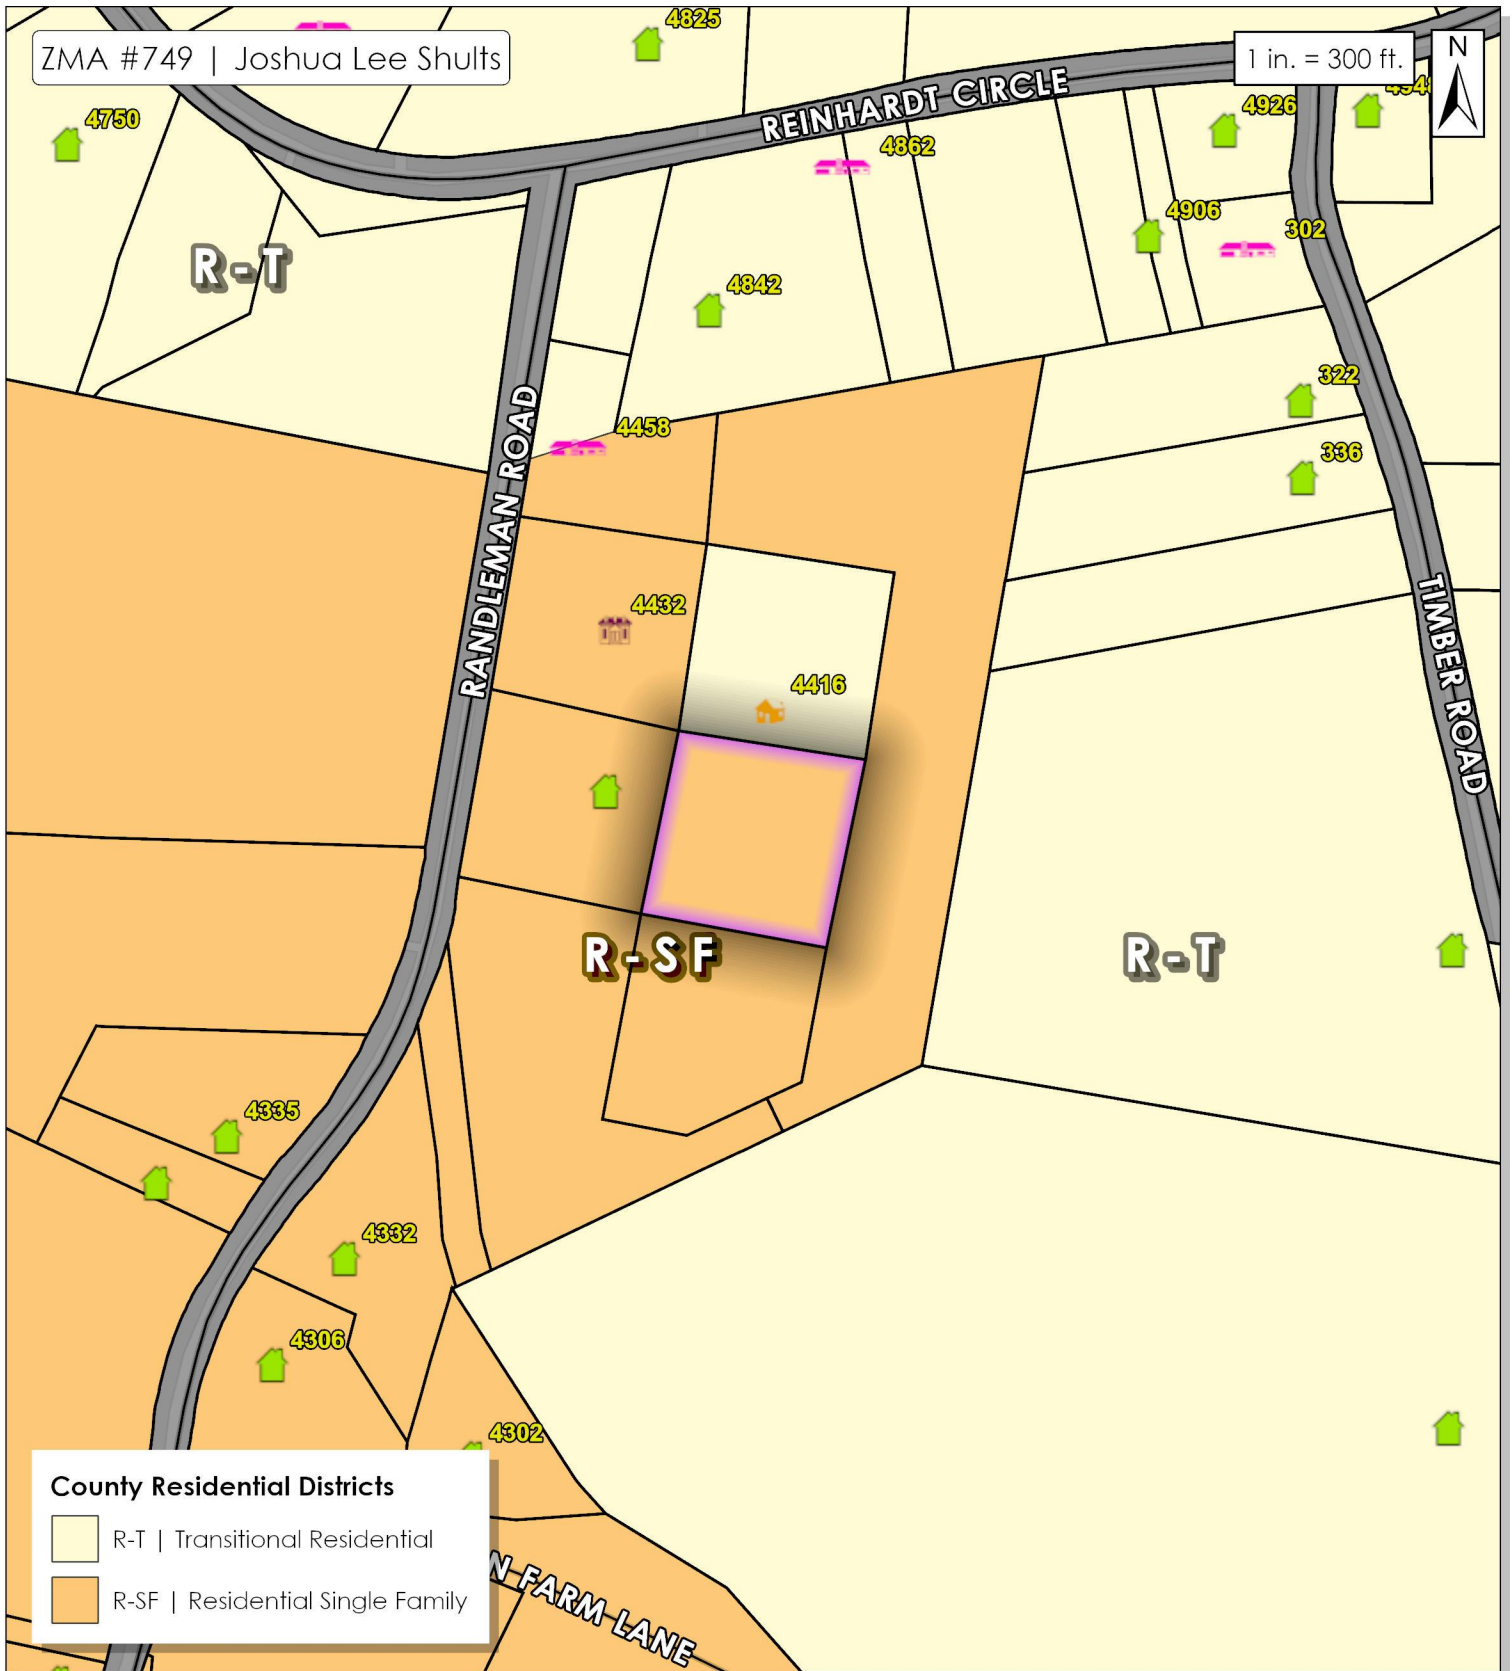 4825
ZMA #749 | Joshua Lee Shults
1 in. = 300 ft.
N
4750
REINHARDT CIRCLE
4926
4862
4906
302
R-T
4842
322
4458
336
RANDLEMAN ROAD
4432
TIMBER ROAD
4416
R-SF
R-T
4335
4332
4306
4302
County Residential Districts
R-T | Transitional Residential
R-SF | Residential Single Family
FARM LANE